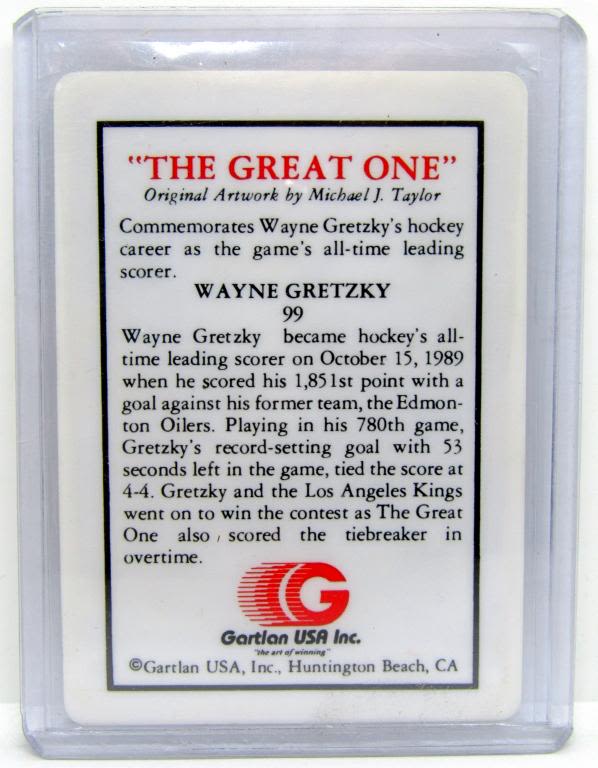 "THE GREAT ONE"
Original Artwork by Michael J. Taylor
Commemorates Wayne Gretzky's hockey
career as the game's all-time leading
scorer.
WAYNE GRETZKY
99
Wayne Gretzky became hockey's all-
time leading scorer on October 15, 1989
when he scored his 1,851st point with a
goal against his former team, the Edmon-
ton Oilers. Playing in his 780th game,
Gretzky's record-setting goal with 53
seconds left in the game, tied the score at
4-4. Gretzky and the Los Angeles Kings
went on to win the contest as The Great
One also scored the tiebreaker in
overtime.
G
Gartlan USA Inc.
"the art of winning"
©Gartlan USA, Inc., Huntington Beach, CA